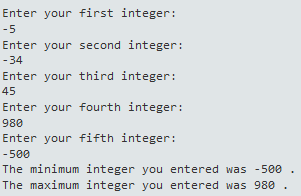 Enter your first integer:
-5
Enter your second integer:
-34
Enter your third integer:
45
Enter your fourth integer:
980
Enter your fifth integer:
-500
The minimum integer you entered was -500 .
The maximum integer you entered was 980 .